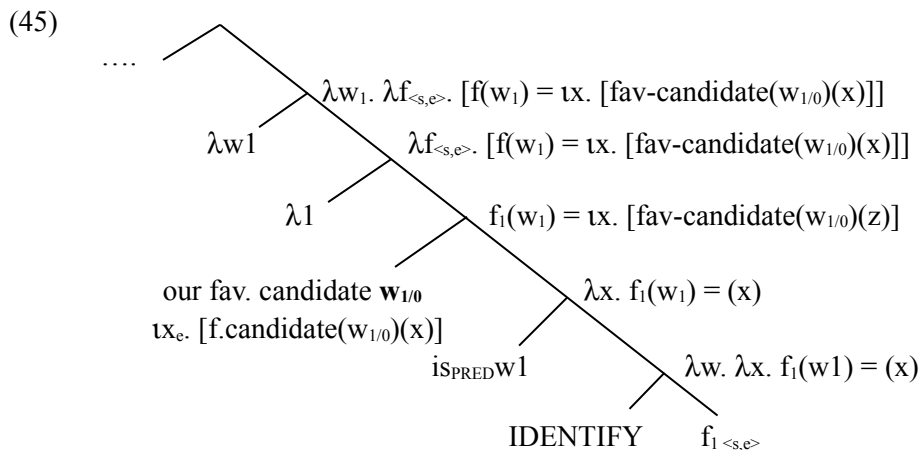 (45)
….
λw₁. λf<s,e>. [f(w₁) = ιx. [fav-candidate(w₁/₀)(x)]]
λw1
λf<s,e>. [f(w₁) = ιx. [fav-candidate(w₁/₀)(x)]]
λ1
f₁(w₁) = ιx. [fav-candidate(w₁/₀)(z)]
our fav. candidate w₁/₀
ιxₑ. [f.candidate(w₁/₀)(x)]
λx. f₁(w₁) = (x)
isPREDw1
λw. λx. f₁(w1) = (x)
IDENTIFY f₁ <s,e>